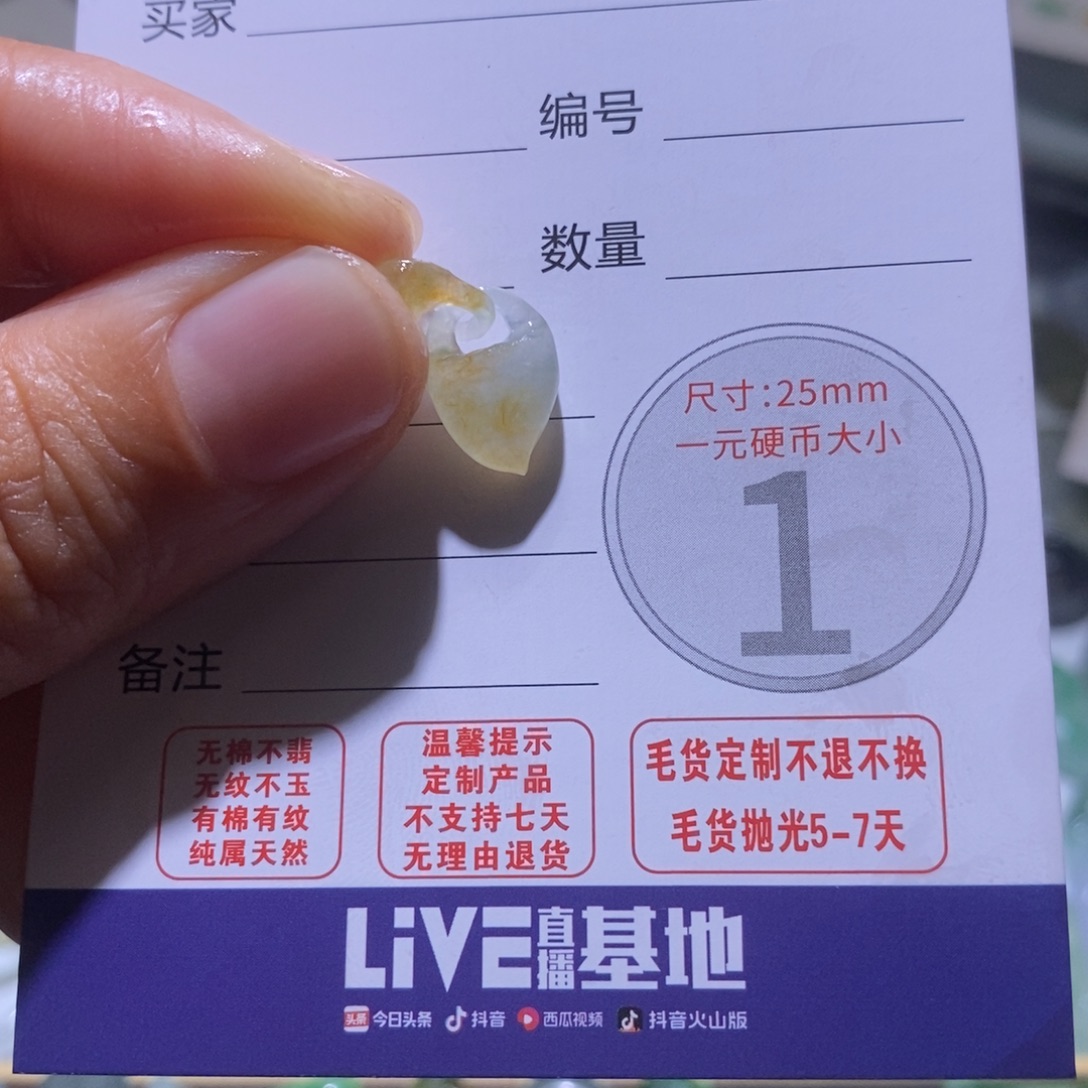 买家
编号
数量
尺寸:25mm
一元硬币大小
1
备注
无棉不翡
无纹不玉
有棉有纹
纯属天然
温馨提示
定制产品
不支持七天
无理由退货
毛货定制不退不换
毛货抛光5-7天
LiVE直播基地
头条 今日头条 抖音 西瓜视频 抖音火山版